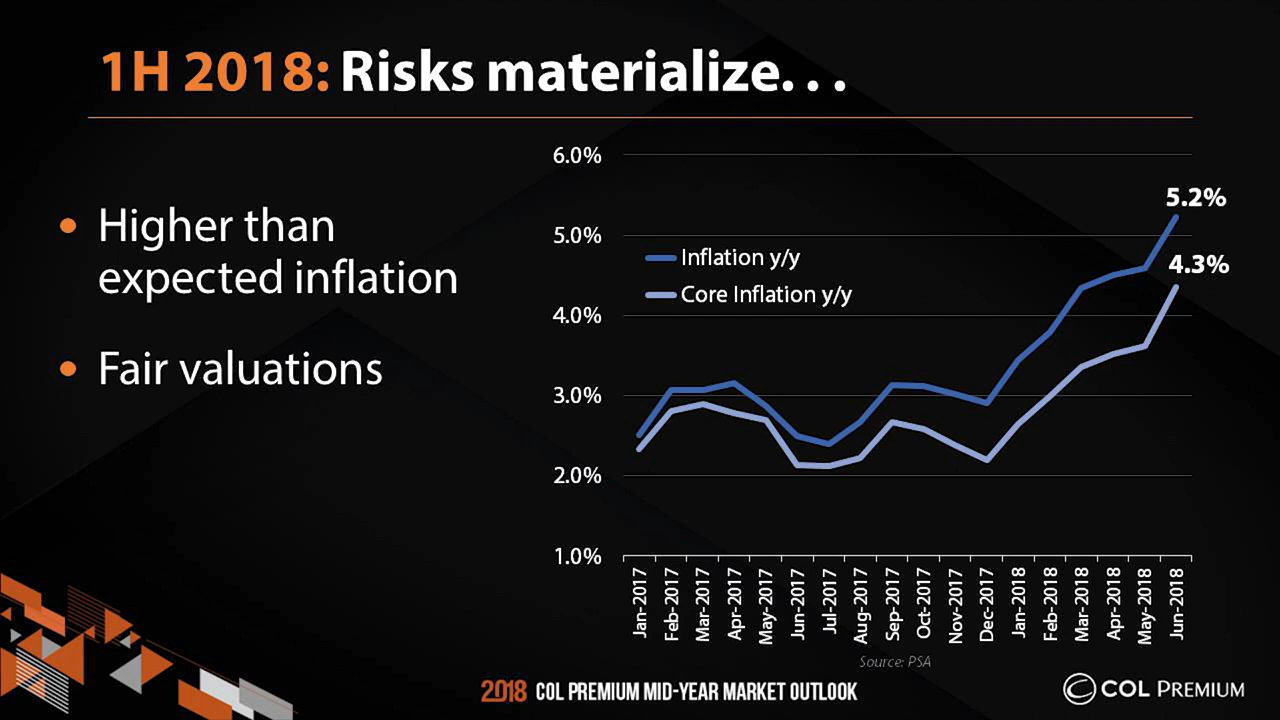 1H 2018: Risks materialize. . .
• Higher than
expected inflation
• Fair valuations
6.0%
5.0%
4.0%
3.0%
2.0%
1.0%
Inflation y/y
Core Inflation y/y
5.2%
4.3%
Jan-2017
Feb-2017
Mar-2017
Apr-2017
May-2017
Jun-2017
Jul-2017
Aug-2017
Sep-2017
Oct-2017
Nov-2017
Dec-2017
Jan-2018
Feb-2018
Mar-2018
Apr-2018
May-2018
Jun-2018
Source: PSA
2018 COL PREMIUM MID-YEAR MARKET OUTLOOK
COL PREMIUM